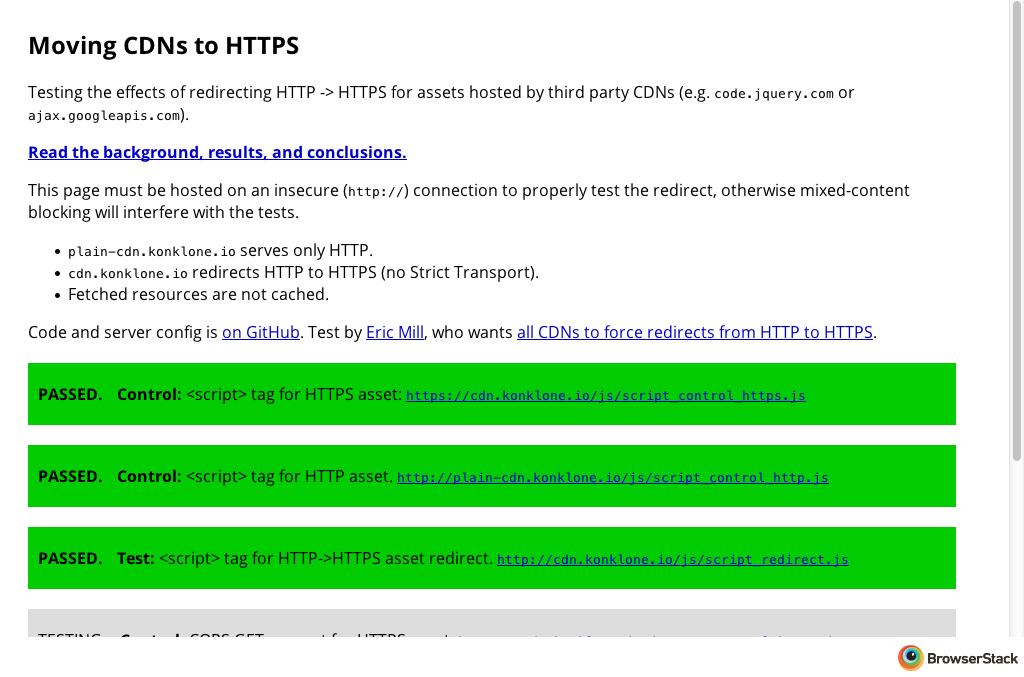 Moving CDNs to HTTPS
Testing the effects of redirecting HTTP -> HTTPS for assets hosted by third party CDNs (e.g. code.jquery.com or
ajax.googleapis.com).
Read the background, results, and conclusions.
This page must be hosted on an insecure (http://) connection to properly test the redirect, otherwise mixed-content
blocking will interfere with the tests.
• plain-cdn.konklone.io serves only HTTP.
• cdn.konklone.io redirects HTTP to HTTPS (no Strict Transport).
• Fetched resources are not cached.
Code and server config is on GitHub. Test by Eric Mill, who wants all CDNs to force redirects from HTTP to HTTPS.
PASSED. Control: <script> tag for HTTPS asset: https://cdn.konklone.io/js/script_control_https.js
PASSED. Control: <script> tag for HTTP asset. http://plain-cdn.konklone.io/js/script_control_http.js
PASSED. Test: <script> tag for HTTP->HTTPS asset redirect. http://cdn.konklone.io/js/script_redirect.js
TESTING Control: CORS GET
BrowserStack